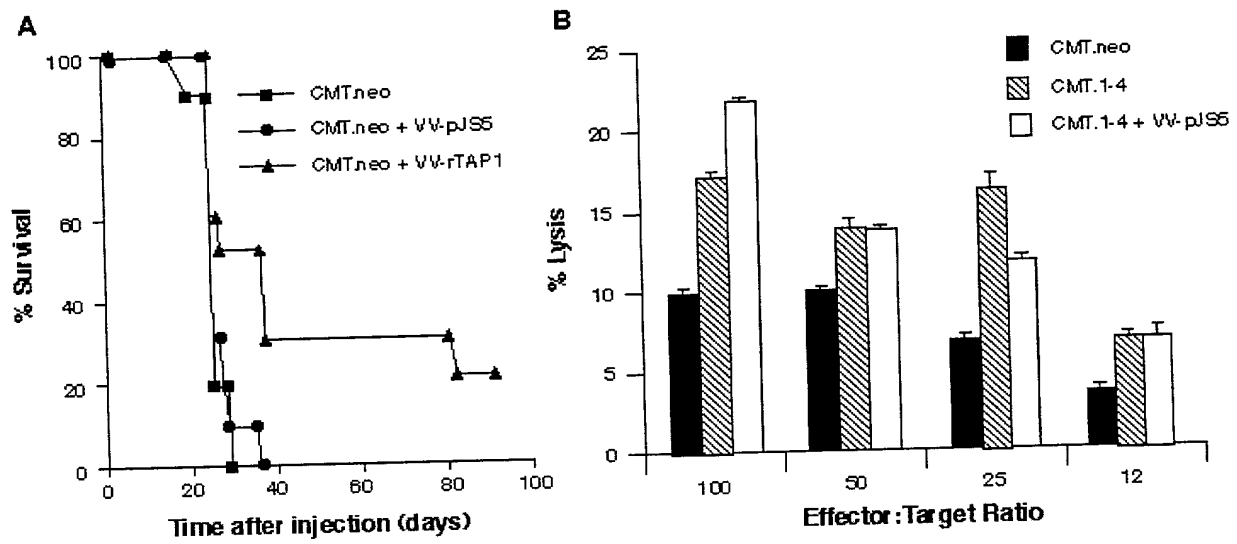 A
100
80
60
40
20
0
% Survival
CMT.neo
CMT.neo + VV-pJS5
CMT.neo + VV-rTAP1
0 20 40 60 80 100
Time after injection (days)
B
25
20
15
10
5
0
% Lysis
CMT.neo
CMT.1-4
CMT.1-4 + VV-pJS5
100 50 25 12
Effector:Target Ratio